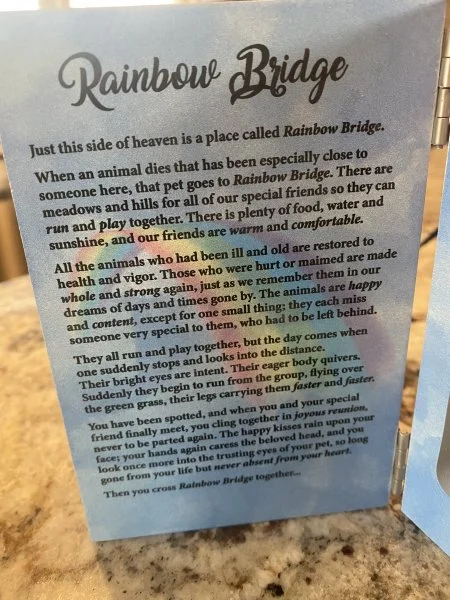 Rainbow Bridge
Just this side of heaven is a place called Rainbow Bridge.
When an animal dies that has been especially close to
someone here, that pet goes to Rainbow Bridge. There are
meadows and hills for all of our special friends so they can
run and play together. There is plenty of food, water and
sunshine, and our friends are warm and comfortable.
All the animals who had been ill and old are restored to
health and vigor. Those who were hurt or maimed are made
whole and strong again, just as we remember them in our
dreams of days and times gone by. The animals are happy
and content, except for one small thing; they each miss
someone very special to them, who had to be left behind.
They all run and play together, but the day comes when
one suddenly stops and looks into the distance.
Their bright eyes are intent. Their eager body quivers.
Suddenly they begin to run from the group, flying over
the green grass, their legs carrying them faster and faster.
You have been spotted, and when you and your special
friend finally meet, you cling together in joyous reunion,
never to be parted again. The happy kisses rain upon your
face; your hands again caress the beloved head, and you
look once more into the trusting eyes of your pet, so long
gone from your life but never absent from your heart.
Then you cross Rainbow Bridge together...